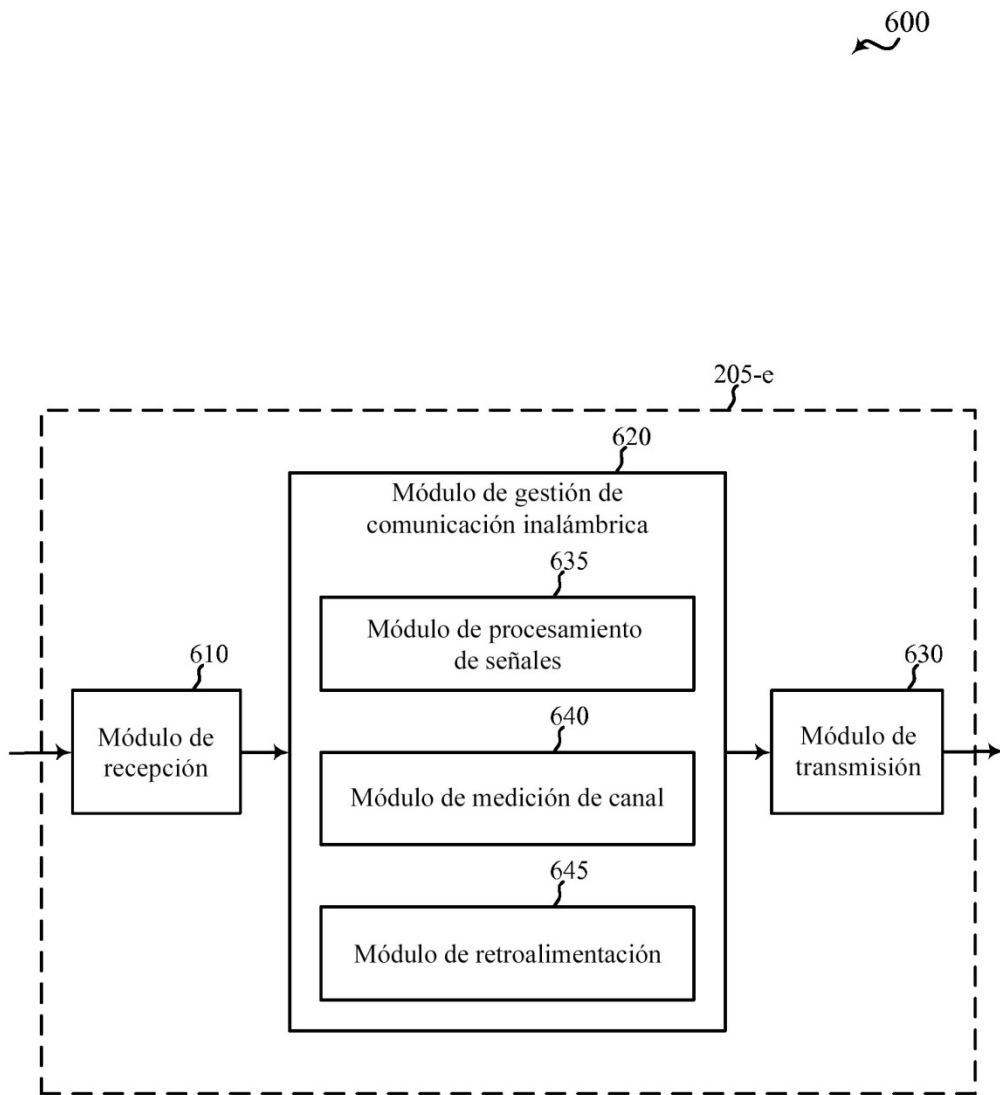 600
205-e
620
Módulo de gestión de
comunicación inalámbrica
635
Módulo de procesamiento
de señales
610
Módulo de
recepción
630
Módulo de
transmisión
640
Módulo de medición de canal
645
Módulo de retroalimentación